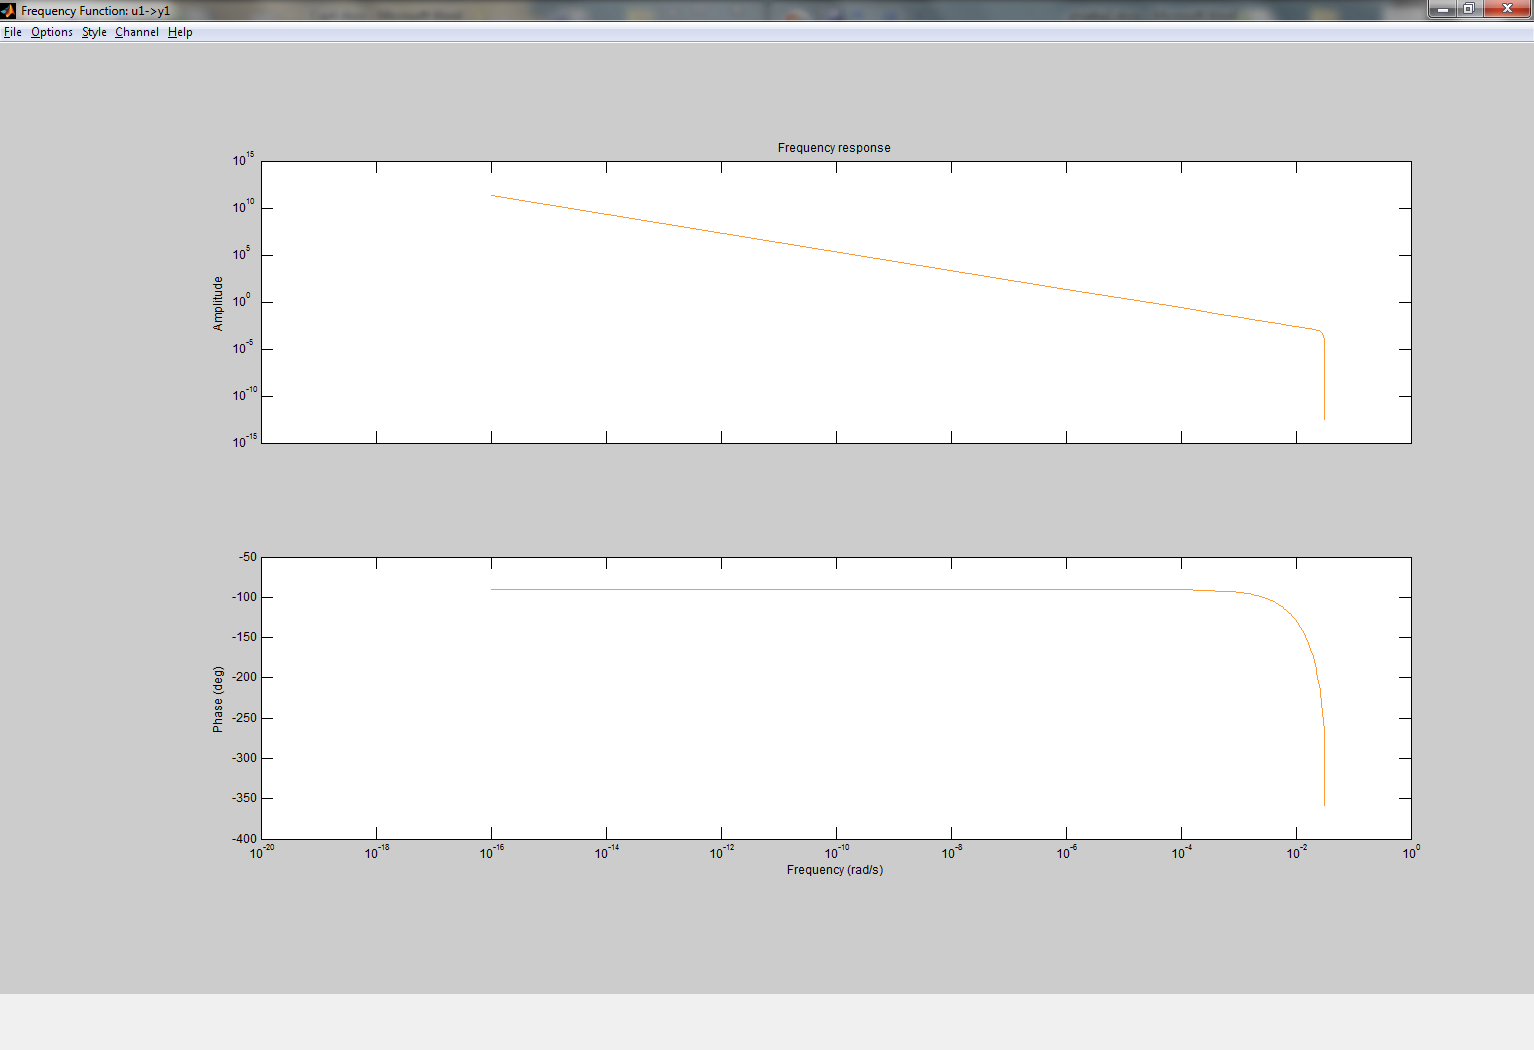 Frequency Function: u1->y1
File Options Style Channel Help
Frequency response
Amplitude
10^15
10^10
10^5
10^0
10^-5
10^-10
10^-15
Phase (deg)
-50
-100
-150
-200
-250
-300
-350
-400
10^-20 10^-18 10^-16 10^-14 10^-12 10^-10 10^-8 10^-6 10^-4 10^-2 10^0
Frequency (rad/s)